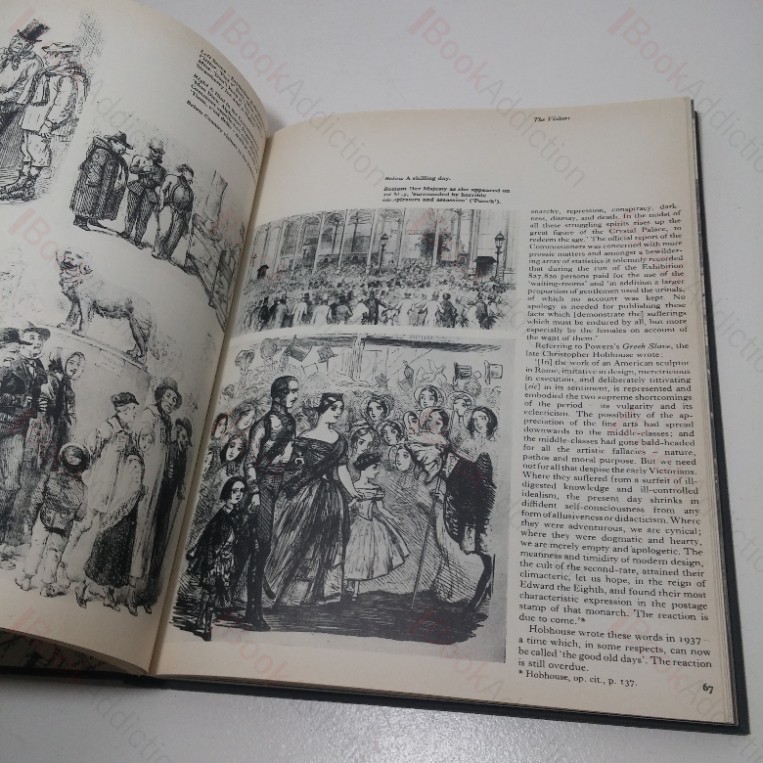 The Visitors
Below A shilling day.
Bottom Her Majesty as she appeared on
May, 'surrounded by horrible
conspirators and assassins' ('Punch').
anarchy, repression, conspiracy, dark-
ness, dismay, and death. In the midst of
all these struggling spirits rises up the
great figure of the Crystal Palace, to
redeem the age.' The official report of the
Commissioners was concerned with more
prosaic matters and amongst a bewilder-
ing array of statistics it solemnly recorded
that during the run of the Exhibition
827,820 persons paid for the use of the
'waiting-rooms' and 'in addition a larger
proportion of gentlemen used the urinals,
of which no account was kept. No
apology is needed for publishing these
facts which [demonstrate the] sufferings
which must be endured by all, but more
especially by the females on account of
the want of them.'
Referring to Powers's Greek Slave, the
late Christopher Hobhouse wrote:
'[In] the work of an American sculptor
in Rome, imitative in design, meretricious
in execution, and deliberately titivating
[sic] in its sentiment, is represented and
embodied the two supreme shortcomings
of the period – its vulgarity and its
eclecticism. The possibility of the ap-
preciation of the fine arts had spread
downwards to the middle-classes; and
the middle-classes had gone bald-headed
for all the artistic fallacies – nature,
pathos and moral purpose. But we need
not for all that despise the early Victorians.
Where they suffered from a surfeit of ill-
digested knowledge and ill-controlled
idealism, the present day shrinks in
diffident self-consciousness from any
form of allusiveness or didacticism. Where
they were adventurous, we are cynical;
where they were dogmatic and hearty,
we are merely empty and apologetic. The
meanness and timidity of modern design,
the cult of the second-rate, attained their
climacteric, let us hope, in the reign of
Edward the Eighth, and found their most
characteristic expression in the postage
stamp of that monarch. The reaction is
due to come.'*
Hobhouse wrote these words in 1937 –
a time which, in some respects, can now
be called 'the good old days'. The reaction
is still overdue.
* Hobhouse, op. cit., p. 137.
67
BookAddiction